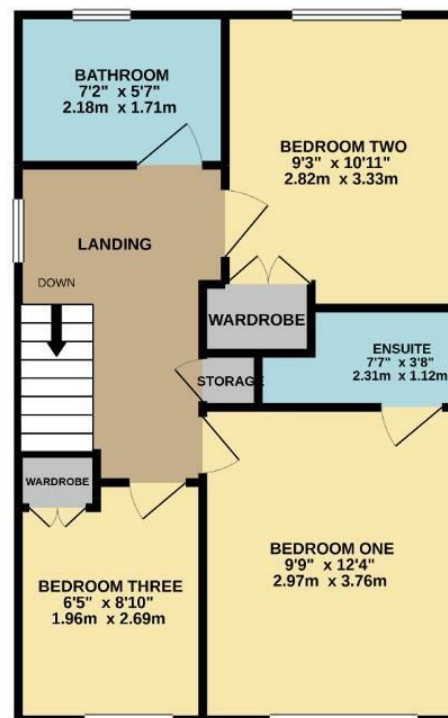 BATHROOM
7'2" x 5'7"
2.18m x 1.71m
BEDROOM TWO
9'3" x 10'11"
2.82m x 3.33m
LANDING
DOWN
WARDROBE
ENSUITE
7'7" x 3'8"
2.31m x 1.12m
STORAGE
WARDROBE
BEDROOM THREE
6'5" x 8'10"
1.96m x 2.69m
BEDROOM ONE
9'9" x 12'4"
2.97m x 3.76m